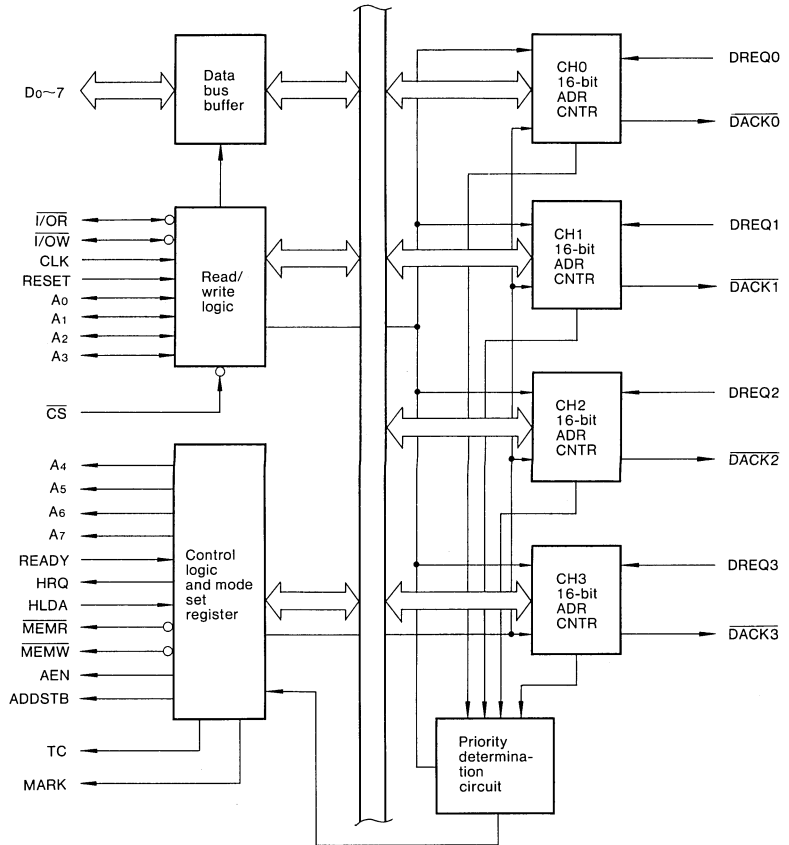 D0~7
Data
bus
buffer
I/OR
I/OW
CLK
RESET
A0
A1
A2
A3
Read/
write
logic
CS
A4
A5
A6
A7
READY
HRQ
HLDA
MEMR
MEMW
AEN
ADDSTB
TC
MARK
Control
logic
and mode
set
register
CH0
16-bit
ADR
CNTR
DREQ0
DACK0
CH1
16-bit
ADR
CNTR
DREQ1
DACK1
CH2
16-bit
ADR
CNTR
DREQ2
DACK2
CH3
16-bit
ADR
CNTR
DREQ3
DACK3
Priority
determina-
tion
circuit